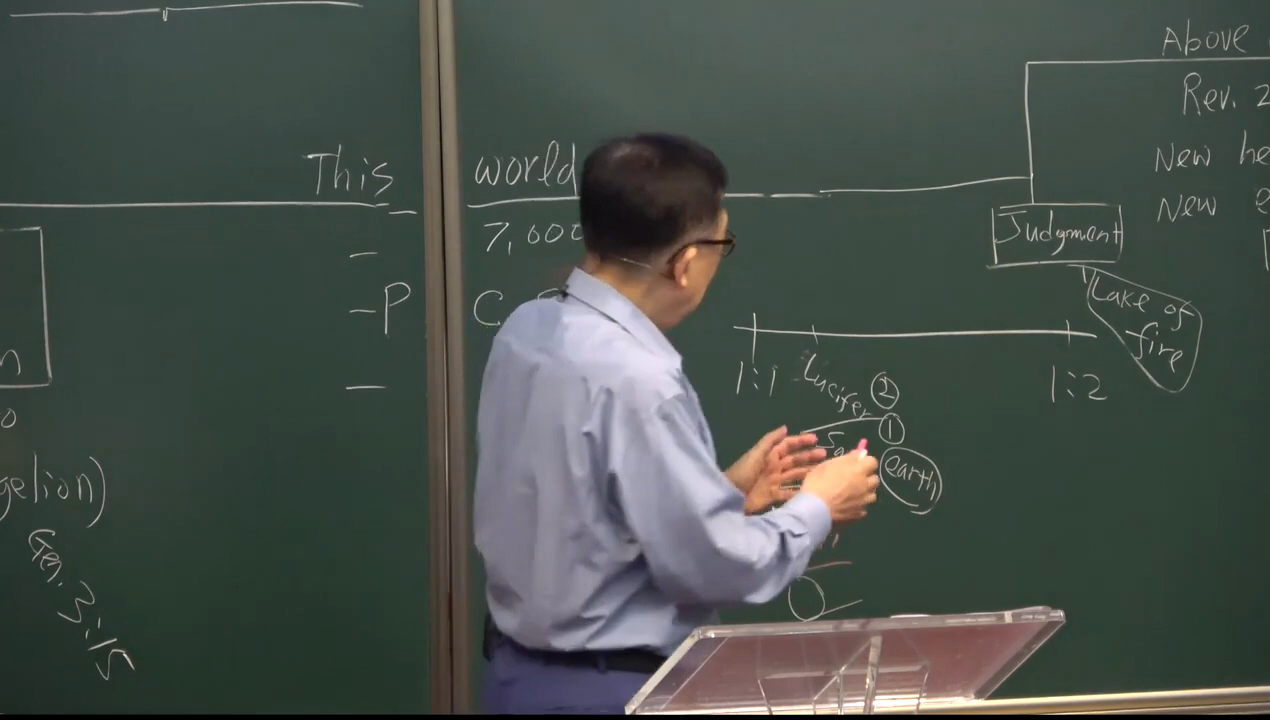 Above
Rev. 2
This world
New he
New e
7,000
Judgment
P C
Lake of
fire
1:1
1:2
Lucifer ②
①
earth
gelion)
Gen. 3:15